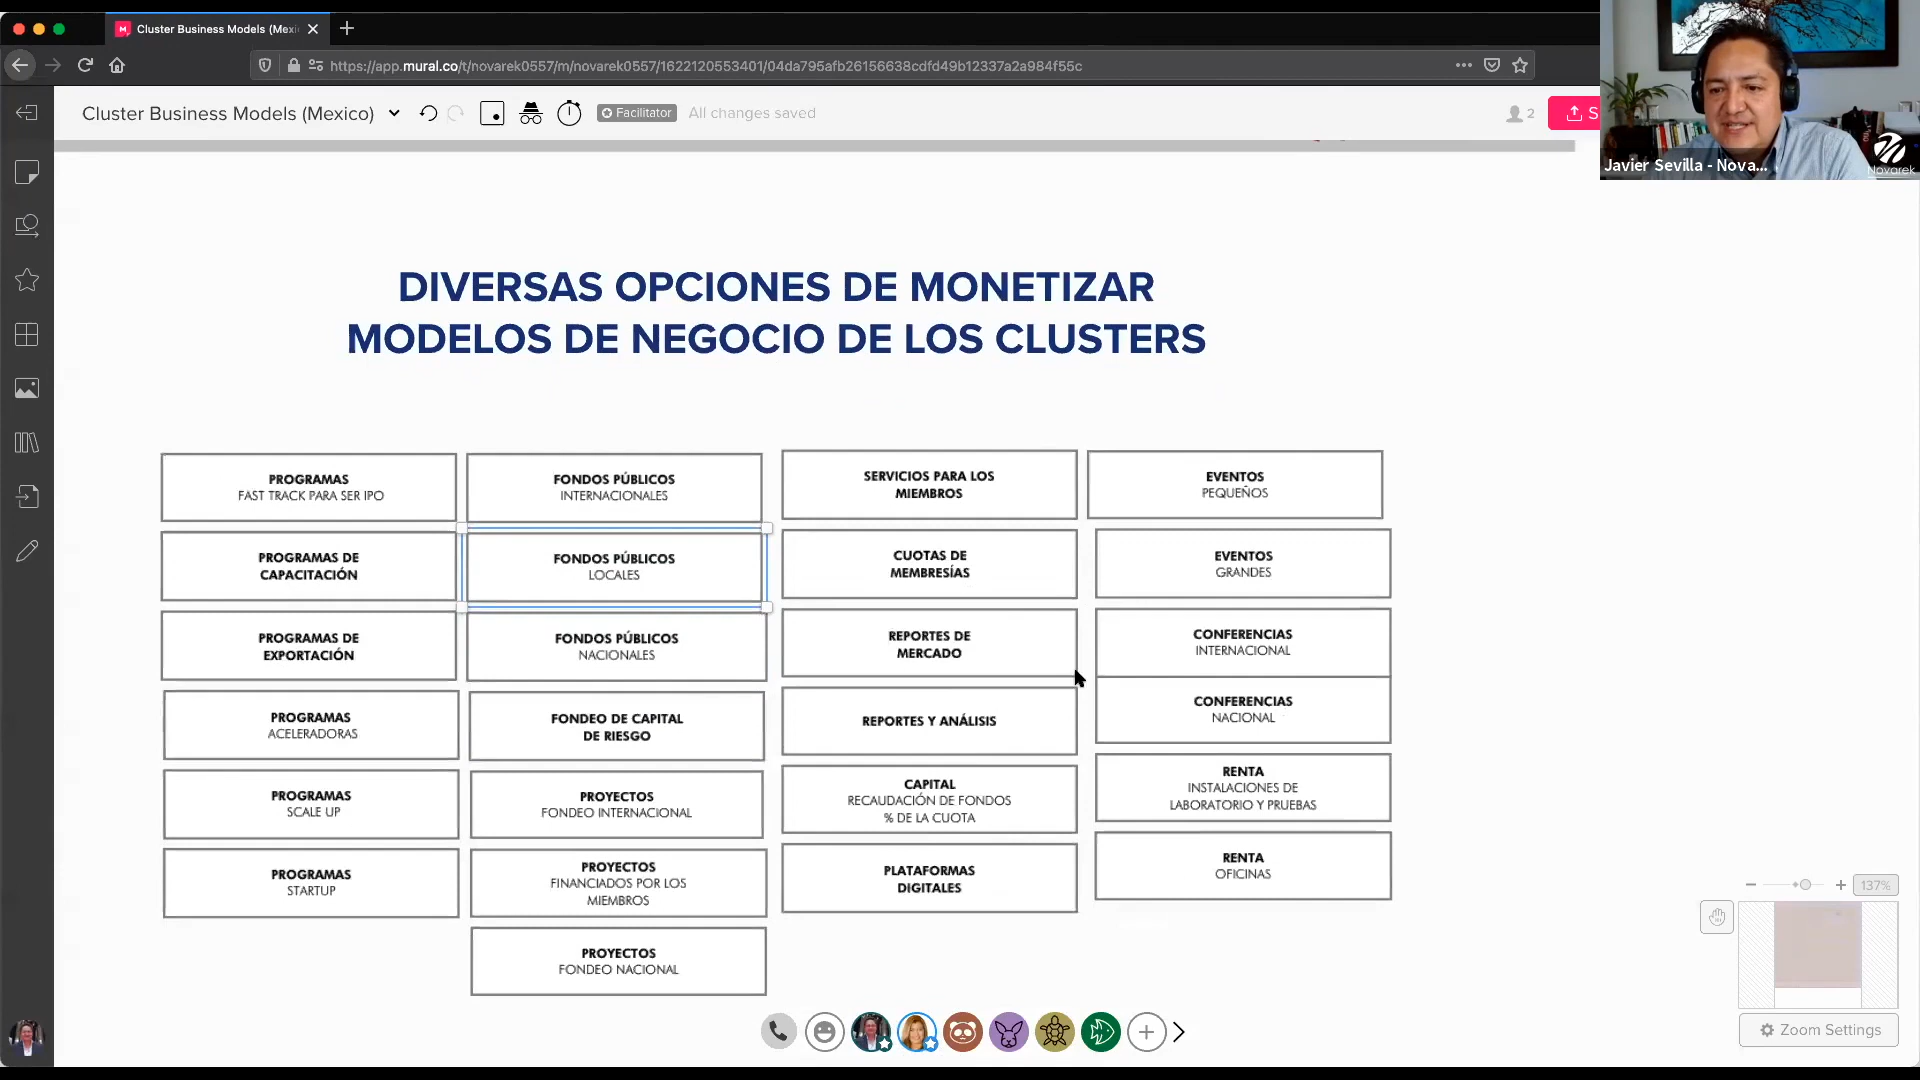 Cluster Business Models (Mexi
https://app.mural.co/t/novarek0557/m/novarek0557/1622120553401/04da795afb26156638cdfd49b12337a2a984f55c
Cluster Business Models (Mexico)
Facilitator
All changes saved
2
S
Javier Sevilla - Nova...
Novarek
DIVERSAS OPCIONES DE MONETIZAR
MODELOS DE NEGOCIO DE LOS CLUSTERS
PROGRAMAS
FAST TRACK PARA SER IPO
PROGRAMAS DE
CAPACITACIÓN
PROGRAMAS DE
EXPORTACIÓN
PROGRAMAS
ACELERADORAS
PROGRAMAS
SCALE UP
PROGRAMAS
STARTUP
FONDOS PÚBLICOS
INTERNACIONALES
FONDOS PÚBLICOS
LOCALES
FONDOS PÚBLICOS
NACIONALES
FONDEO DE CAPITAL
DE RIESGO
PROYECTOS
FONDEO INTERNACIONAL
PROYECTOS
FINANCIADOS POR LOS
MIEMBROS
PROYECTOS
FONDEO NACIONAL
SERVICIOS PARA LOS
MIEMBROS
CUOTAS DE
MEMBRESÍAS
REPORTES DE
MERCADO
REPORTES Y ANÁLISIS
CAPITAL
RECAUDACIÓN DE FONDOS
% DE LA CUOTA
PLATAFORMAS
DIGITALES
EVENTOS
PEQUEÑOS
EVENTOS
GRANDES
CONFERENCIAS
INTERNACIONAL
CONFERENCIAS
NACIONAL
RENTA
INSTALACIONES DE
LABORATORIO Y PRUEBAS
RENTA
OFICINAS
137%
Zoom Settings